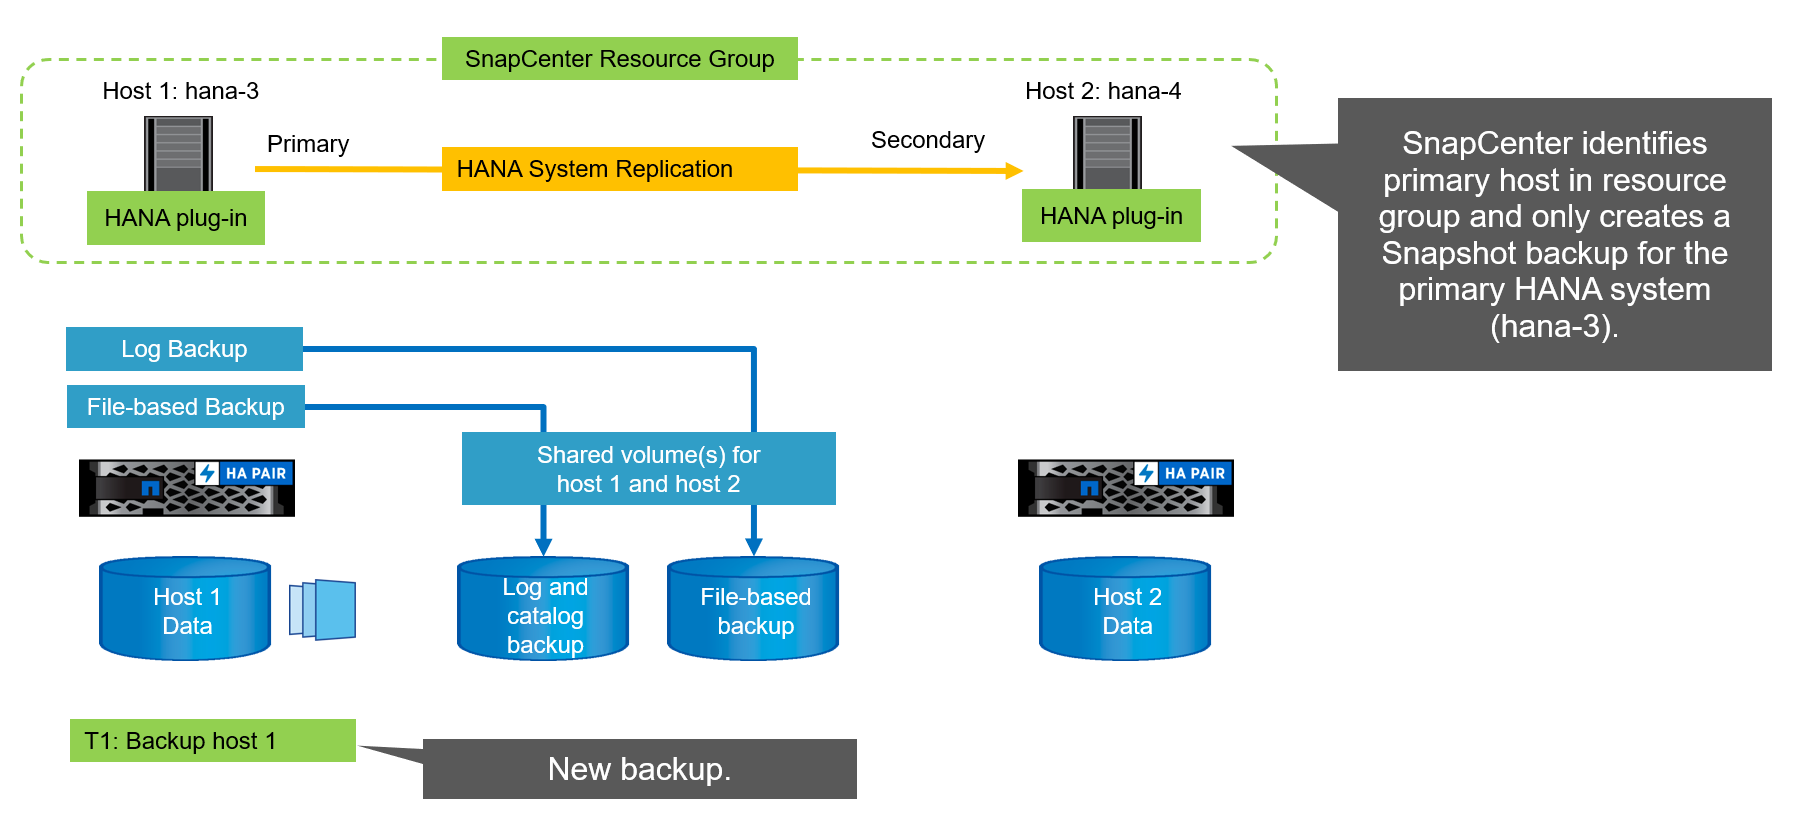 SnapCenter Resource Group
Host 1: hana-3
Host 2: hana-4
Primary
Secondary
HANA System Replication
HANA plug-in
HANA plug-in
SnapCenter identifies
primary host in resource
group and only creates a
Snapshot backup for the
primary HANA system
(hana-3).
Log Backup
File-based Backup
Shared volume(s) for
host 1 and host 2
HA PAIR
HA PAIR
Host 1
Data
Log and
catalog
backup
File-based
backup
Host 2
Data
T1: Backup host 1
New backup.